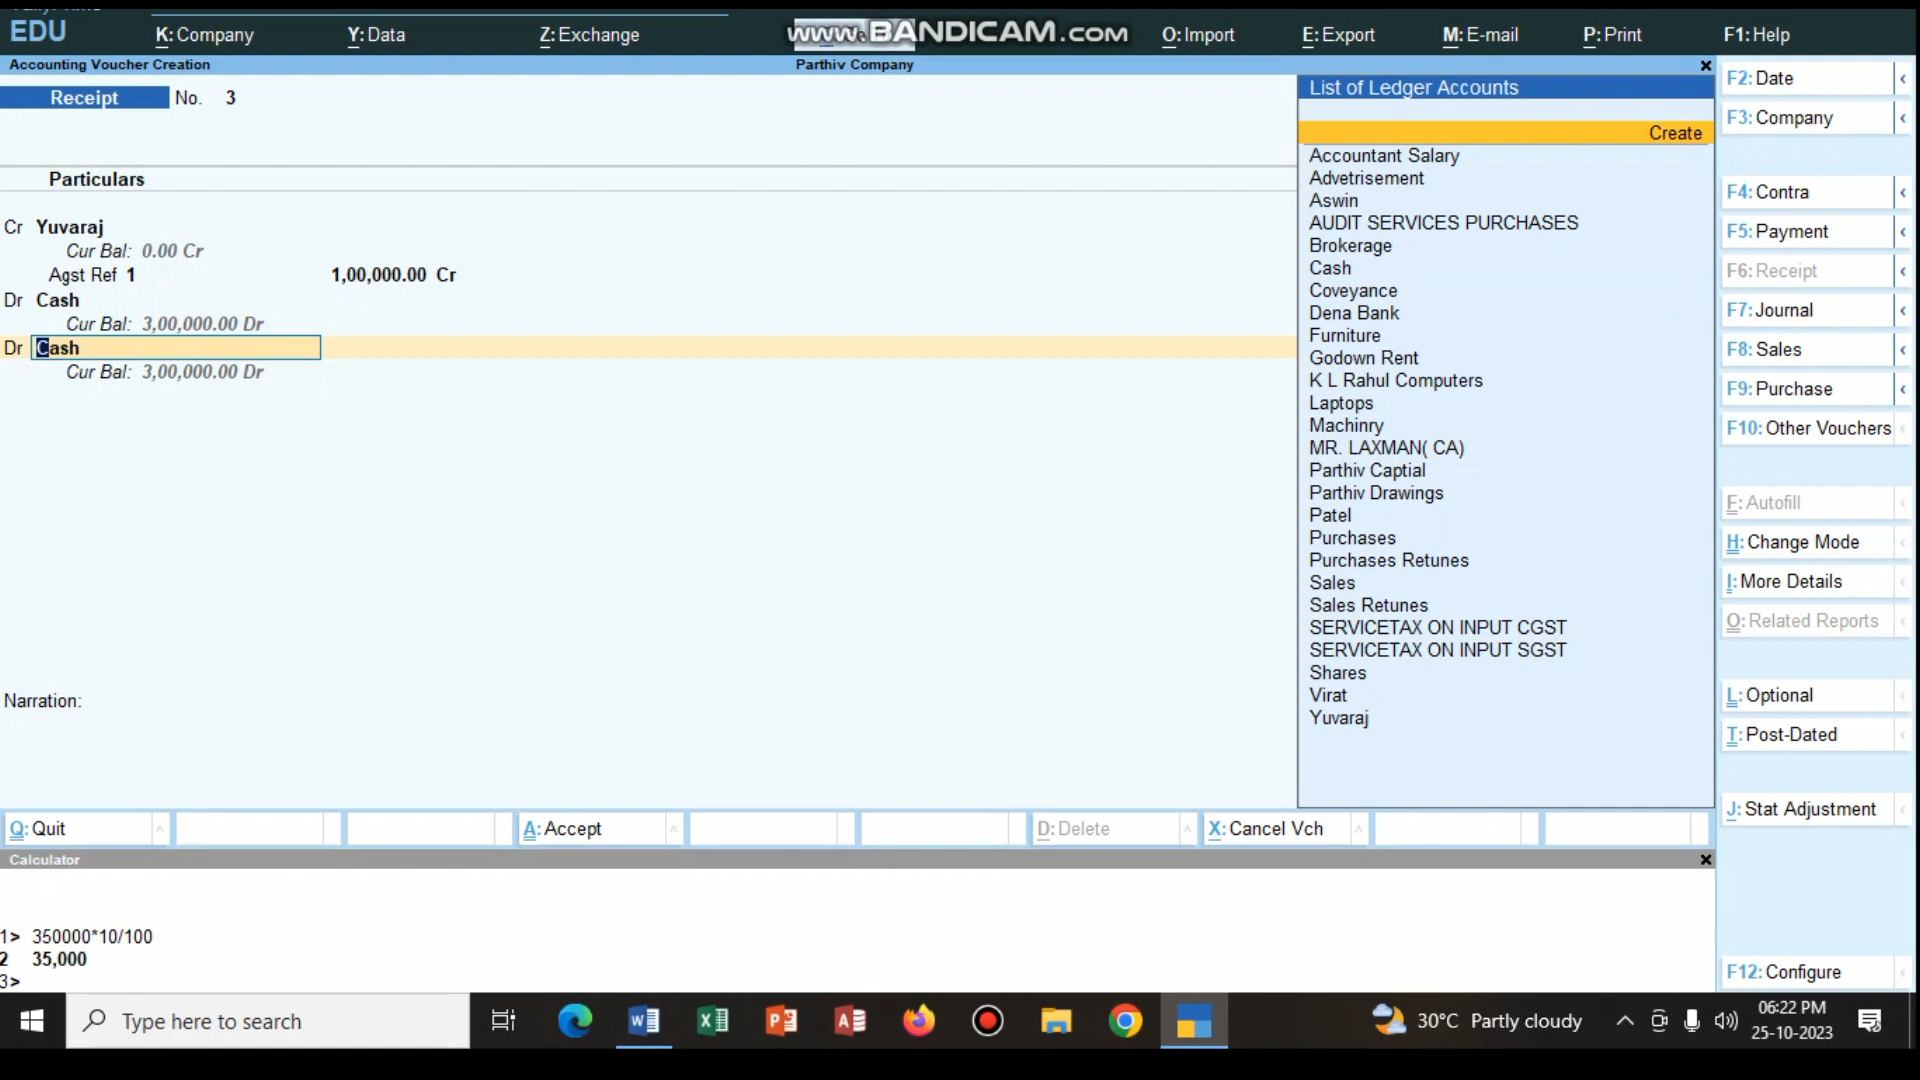 EDU
K: Company
Y: Data
Z: Exchange
www.BANDICAM.com
O: Import
E: Export
M: E-mail
P: Print
F1: Help
Accounting Voucher Creation
Parthiv Company
Receipt No. 3
Particulars
Cr Yuvaraj
Cur Bal: 0.00 Cr
Agst Ref 1 1,00,000.00 Cr
Dr Cash
Cur Bal: 3,00,000.00 Dr
Dr Cash
Cur Bal: 3,00,000.00 Dr
Narration:
List of Ledger Accounts
Create
Accountant Salary
Advetrisement
Aswin
AUDIT SERVICES PURCHASES
Brokerage
Cash
Coveyance
Dena Bank
Furniture
Godown Rent
K L Rahul Computers
Laptops
Machinry
MR. LAXMAN( CA)
Parthiv Captial
Parthiv Drawings
Patel
Purchases
Purchases Retunes
Sales
Sales Retunes
SERVICETAX ON INPUT CGST
SERVICETAX ON INPUT SGST
Shares
Virat
Yuvaraj
F2: Date
F3: Company
F4: Contra
F5: Payment
F6: Receipt
F7: Journal
F8: Sales
F9: Purchase
F10: Other Vouchers
F: Autofill
H: Change Mode
I: More Details
O: Related Reports
L: Optional
T: Post-Dated
J: Stat Adjustment
F12: Configure
Q: Quit
A: Accept
D: Delete
X: Cancel Vch
Calculator
1> 350000*10/100
2 35,000
3>
Type here to search
30°C Partly cloudy
06:22 PM
25-10-2023